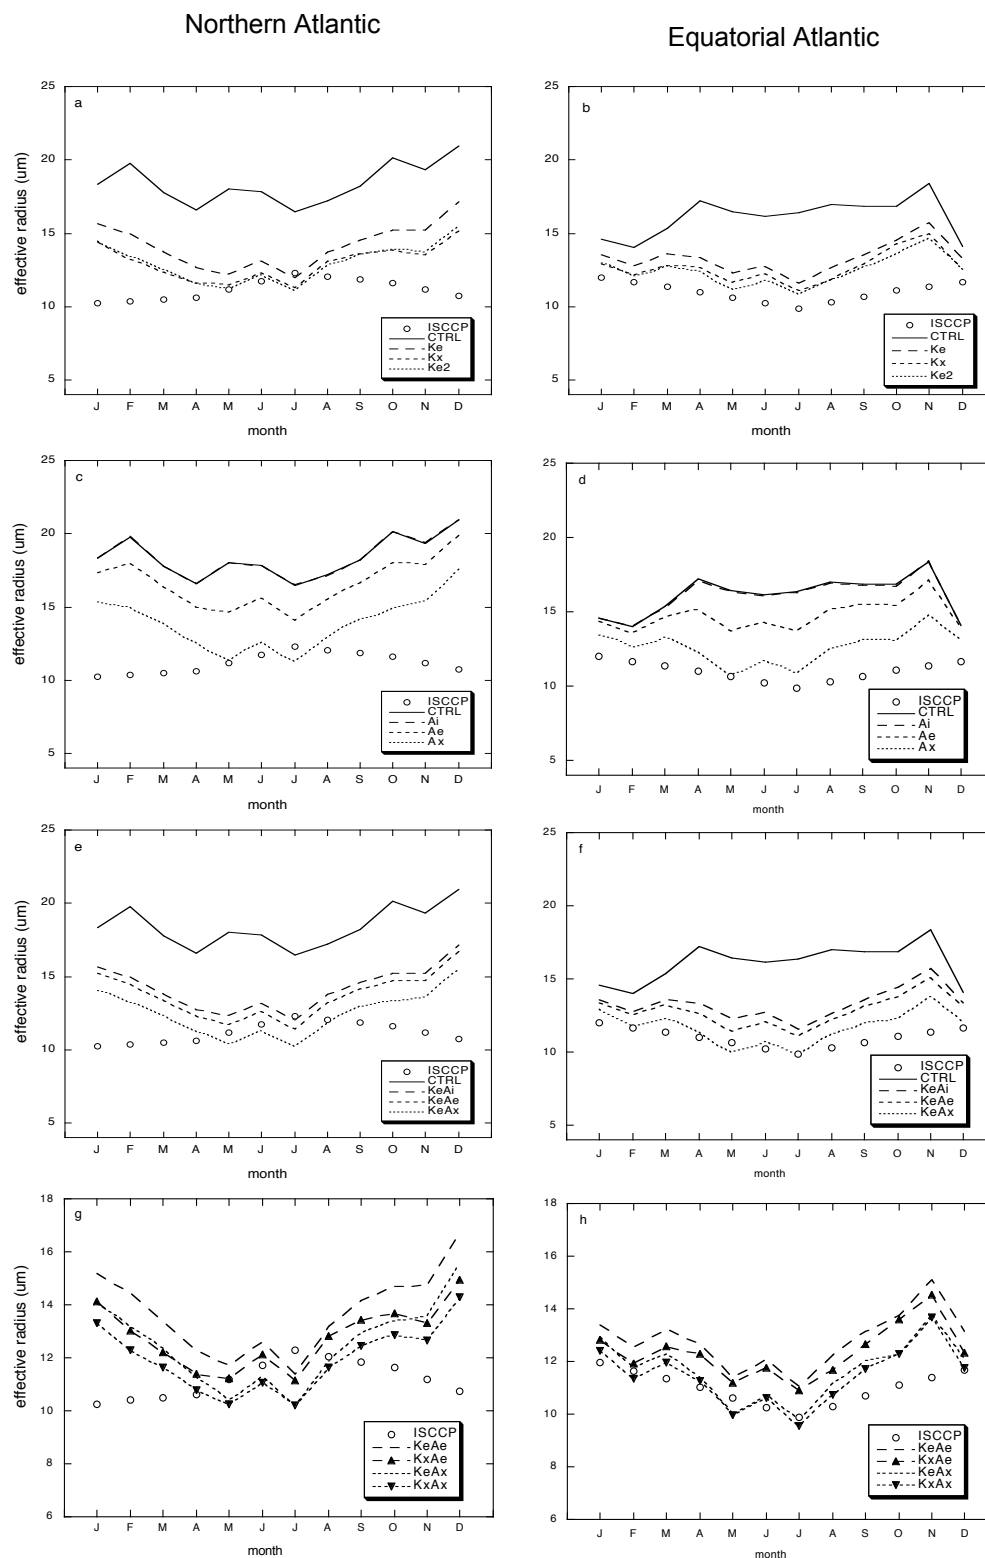 Northern Atlantic
Equatorial Atlantic
25
20
15
10
5
effective radius (um)
a
ISCCP
CTRL
Ke
Kx
Ke2
J F M A M J J A S O N D
month
25
20
15
10
5
effective radius (um)
b
ISCCP
CTRL
Ke
Kx
Ke2
J F M A M J J A S O N D
month
25
20
15
10
5
effective radius (um)
c
ISCCP
CTRL
Ai
Ae
Ax
J F M A M J J A S O N D
month
25
20
15
10
5
d
ISCCP
CTRL
Ai
Ae
Ax
J F M A M J J A S O N D
month
25
20
15
10
5
effective radius (um)
e
ISCCP
CTRL
KeAi
KeAe
KeAx
J F M A M J J A S O N D
month
25
20
15
10
5
f
ISCCP
CTRL
KeAi
KeAe
KeAx
J F M A M J J A S O N D
month
18
16
14
12
10
8
6
effective radius (um)
g
ISCCP
KeAe
KxAe
KeAx
KxAx
J F M A M J J A S O N D
month
18
16
14
12
10
8
6
h
ISCCP
KeAe
KxAe
KeAx
KxAx
J F M A M J J A S O N D
month